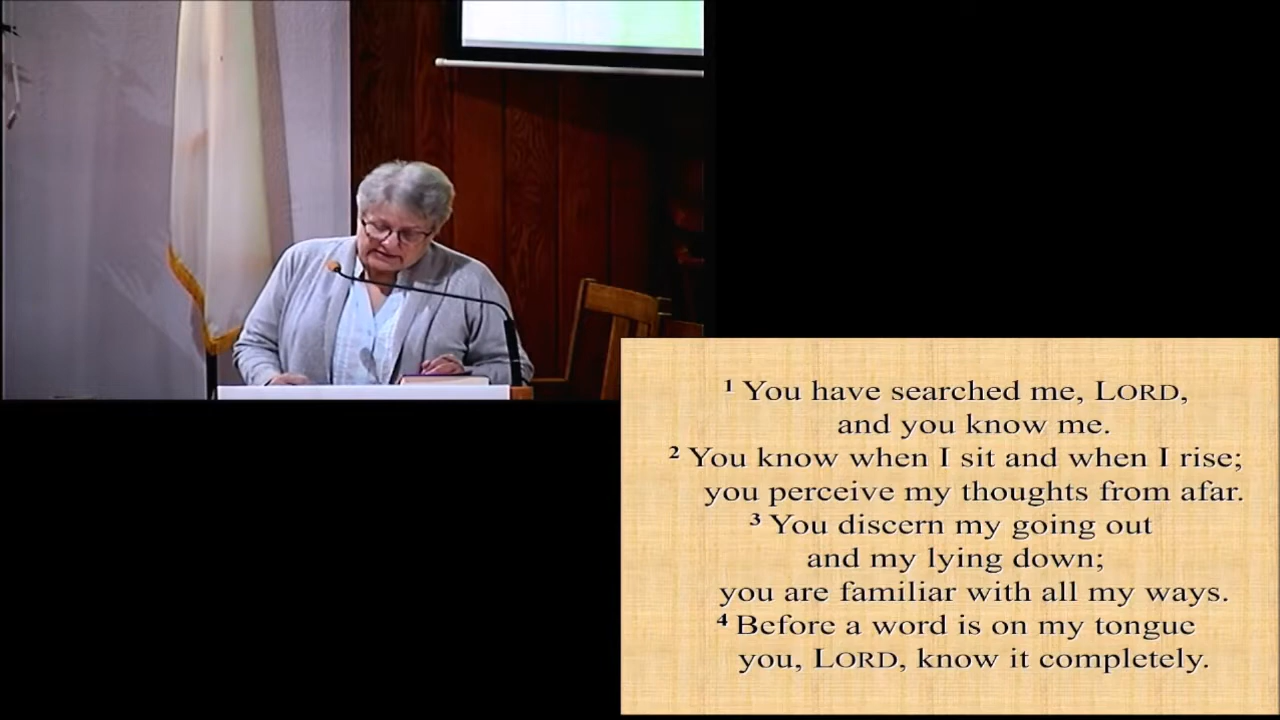 ¹ You have searched me, LORD,
and you know me.
² You know when I sit and when I rise;
you perceive my thoughts from afar.
³ You discern my going out
and my lying down;
you are familiar with all my ways.
⁴ Before a word is on my tongue
you, LORD, know it completely.